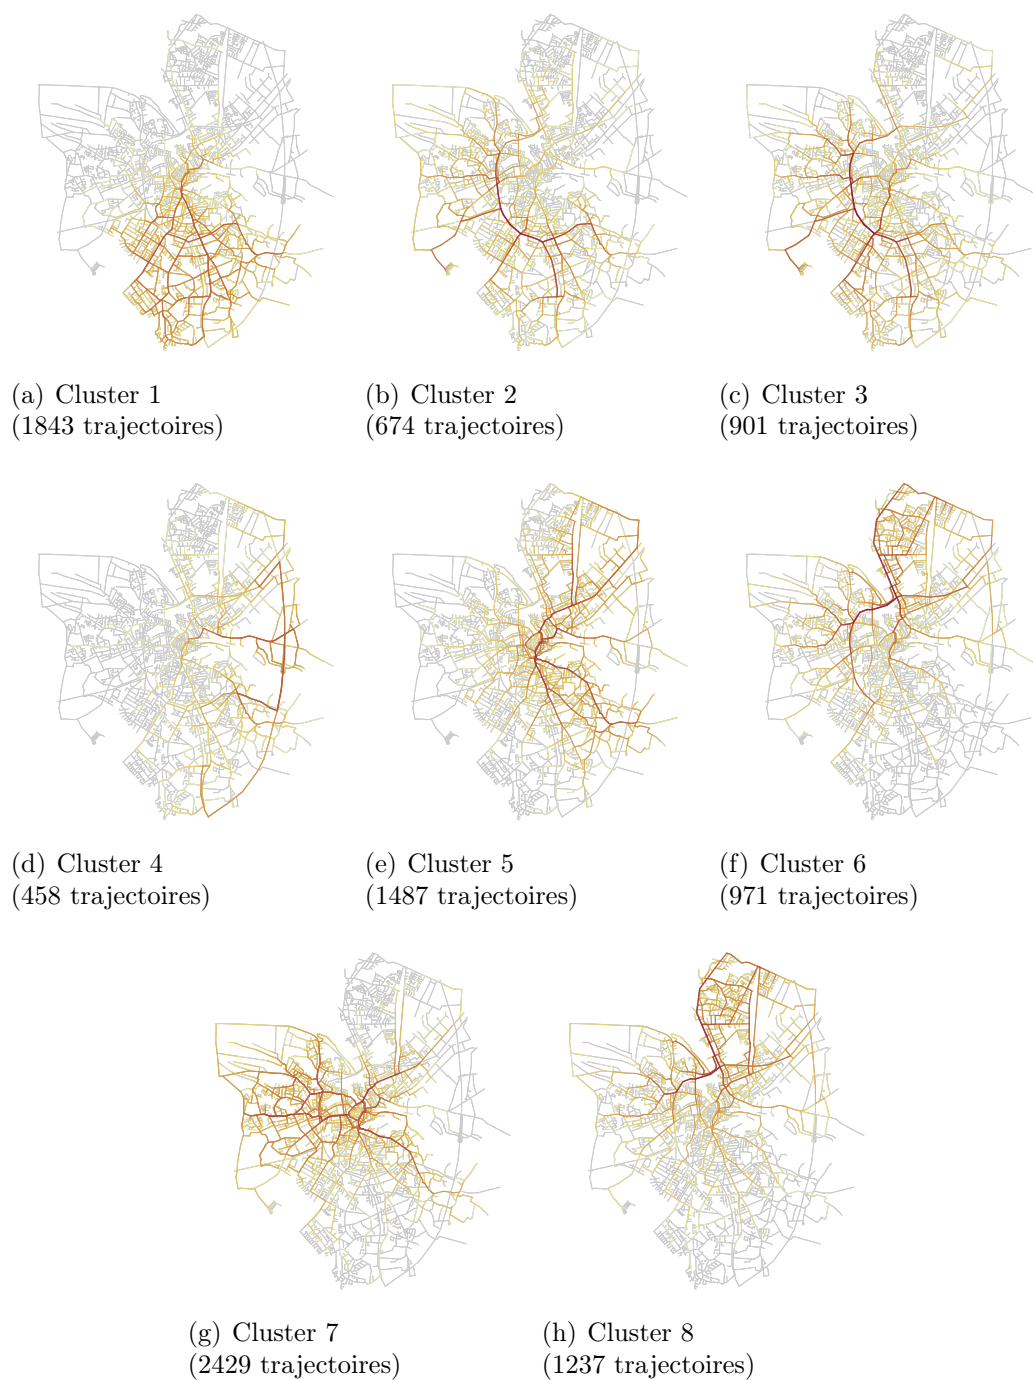 (a) Cluster 1
(1843 trajectoires)
(b) Cluster 2
(674 trajectoires)
(c) Cluster 3
(901 trajectoires)
(d) Cluster 4
(458 trajectoires)
(e) Cluster 5
(1487 trajectoires)
(f) Cluster 6
(971 trajectoires)
(g) Cluster 7
(2429 trajectoires)
(h) Cluster 8
(1237 trajectoires)